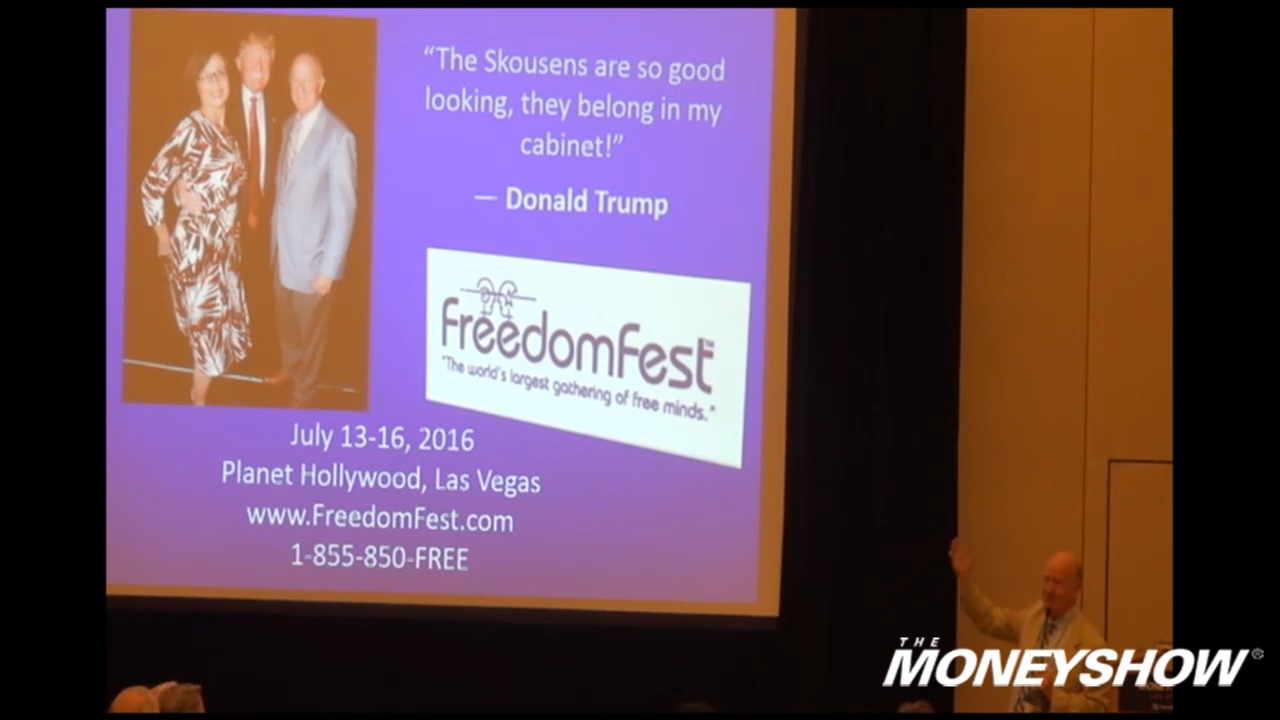 “The Skousens are so good
looking, they belong in my
cabinet!”
— Donald Trump
FreedomFest™
"The world's largest gathering of free minds."
July 13-16, 2016
Planet Hollywood, Las Vegas
www.FreedomFest.com
1-855-850-FREE
THE
MONEYSHOW®